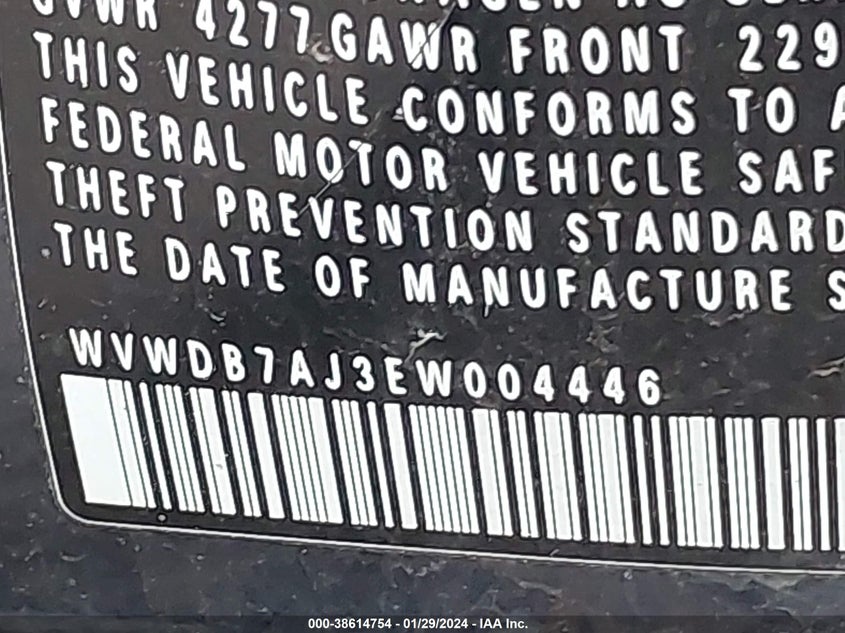 GVWR 4277 GAWR FRONT 229
THIS VEHICLE CONFORMS TO A
FEDERAL MOTOR VEHICLE SAF
THEFT PREVENTION STANDARD
THE DATE OF MANUFACTURE S
WVWDB7AJ3EW004446
000-38614754 - 01/29/2024 - IAA Inc.